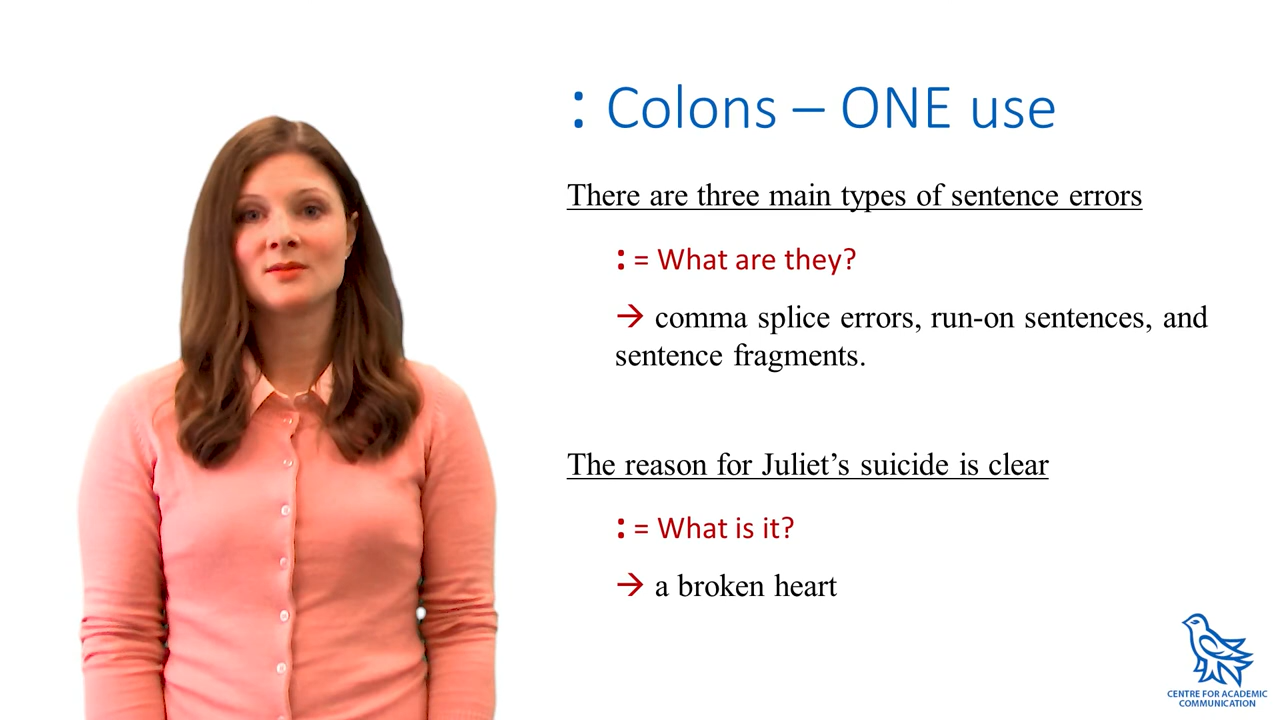 : Colons – ONE use
There are three main types of sentence errors
: = What are they?
→ comma splice errors, run-on sentences, and
sentence fragments.
The reason for Juliet’s suicide is clear
: = What is it?
→ a broken heart
CENTRE FOR ACADEMIC
COMMUNICATION